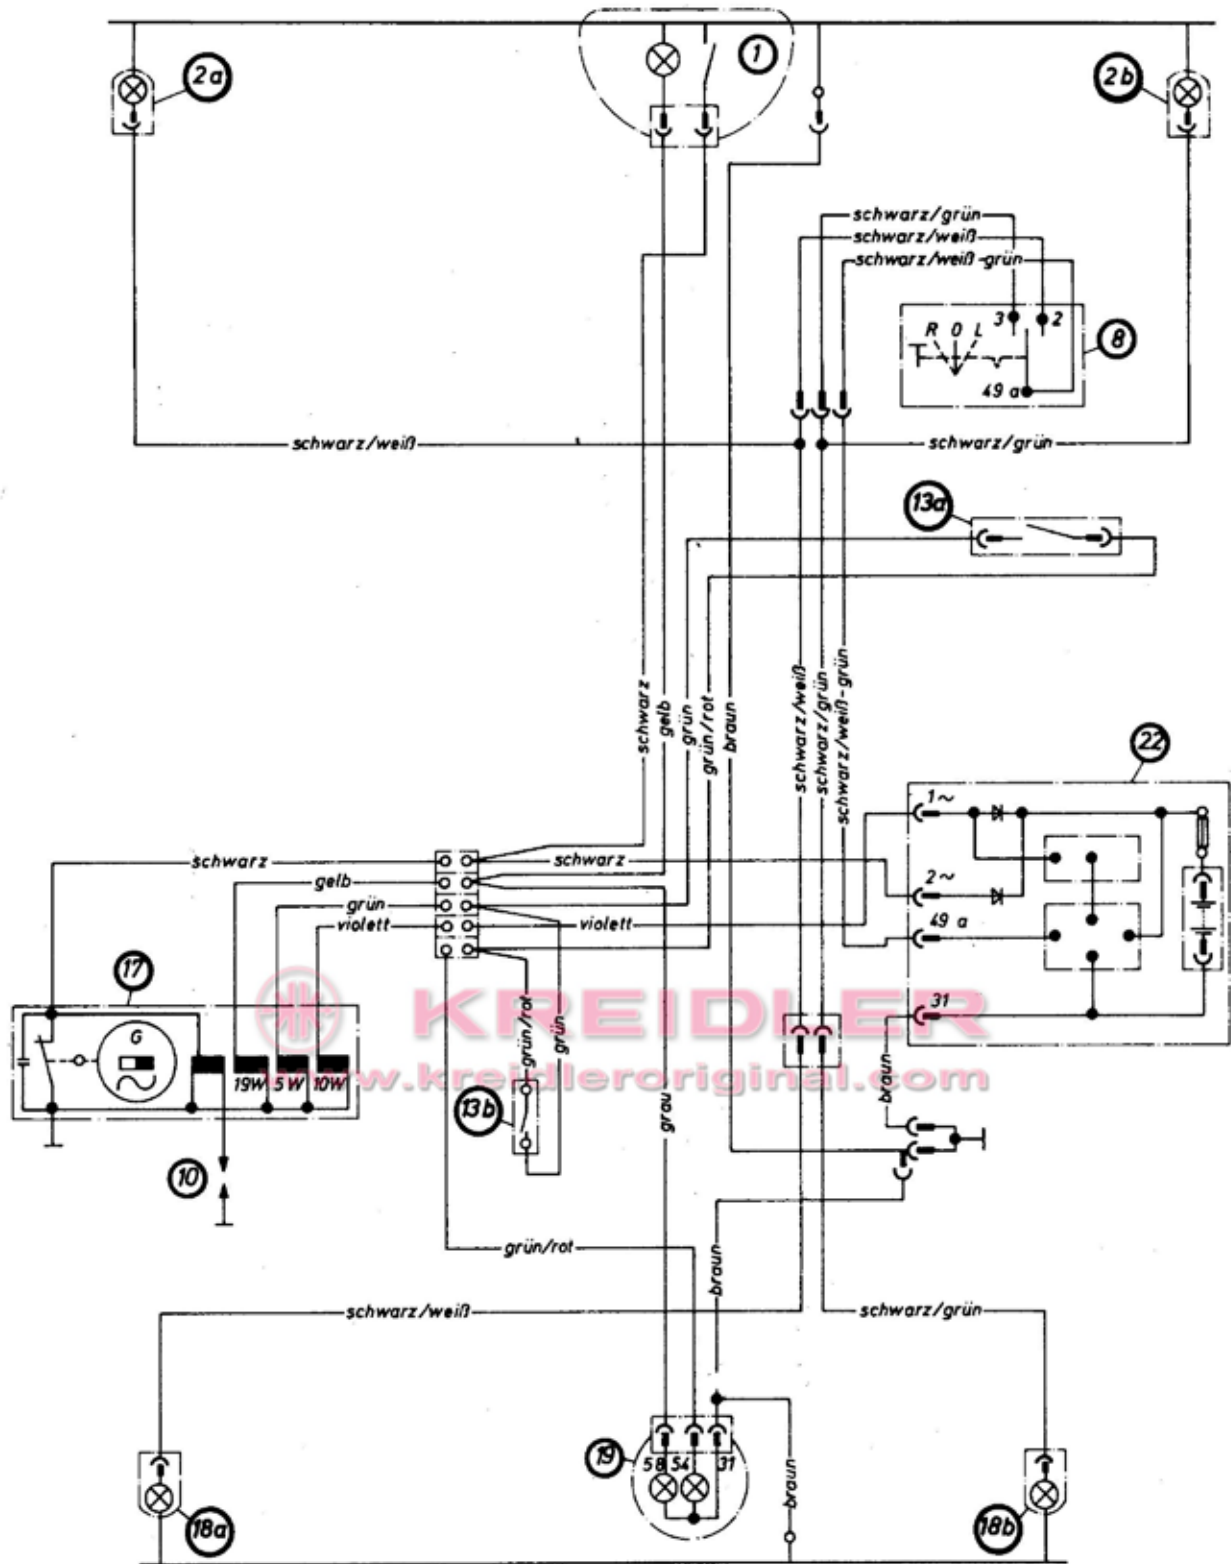 2a
1
2b
schwarz/grün
schwarz/weiß
schwarz/weiß-grün
3
2
R O L
8
49 a
schwarz/weiß
schwarz/grün
13a
schwarz
gelb
grün
grün/rot
braun
schwarz/weiß
schwarz/grün
schwarz/weiß-grün
22
1~
schwarz
schwarz
gelb
2~
grün
violett
violett
49 a
17
31
KREIDLER
www.kreidleroriginal.com
G
19W
5W
10W
grün/rot
grün
braun
13b
grau
10
grün/rot
braun
schwarz/weiß
schwarz/grün
19
58
54
31
braun
18a
18b